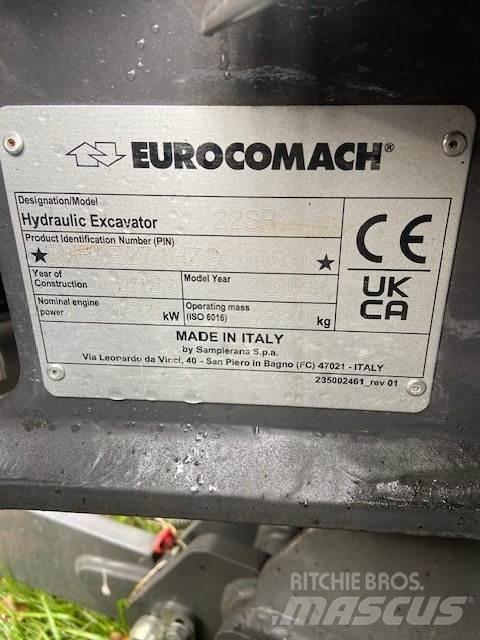 EUROCOMACH®
Designation/Model
Hydraulic Excavator 22SR
Product Identification Number (PIN)
★ ★
Year of Construction
Model Year
Nominal engine power kW
Operating mass (ISO 6016) kg
CE
UK
CA
MADE IN ITALY
by Sampierana S.p.a.
Via Leonardo da Vinci, 40 - San Piero in Bagno (FC) 47021 - ITALY
235002461_rev 01
RITCHIE BROS.
MASCUS